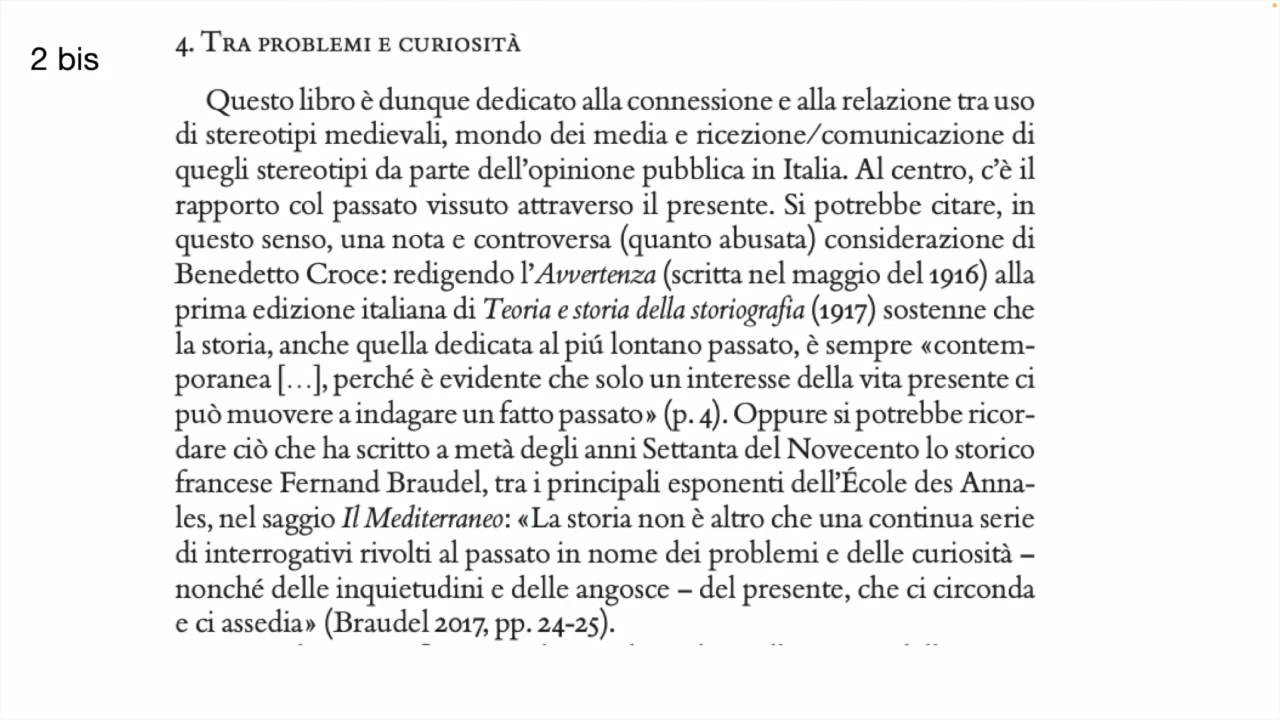 2 bis
4. TRA PROBLEMI E CURIOSITÀ
Questo libro è dunque dedicato alla connessione e alla relazione tra uso
di stereotipi medievali, mondo dei media e ricezione/comunicazione di
quegli stereotipi da parte dell’opinione pubblica in Italia. Al centro, c’è il
rapporto col passato vissuto attraverso il presente. Si potrebbe citare, in
questo senso, una nota e controversa (quanto abusata) considerazione di
Benedetto Croce: redigendo l’Avvertenza (scritta nel maggio del 1916) alla
prima edizione italiana di Teoria e storia della storiografia (1917) sostenne che
la storia, anche quella dedicata al piú lontano passato, è sempre «contem-
poranea [...], perché è evidente che solo un interesse della vita presente ci
può muovere a indagare un fatto passato» (p. 4). Oppure si potrebbe ricor-
dare ciò che ha scritto a metà degli anni Settanta del Novecento lo storico
francese Fernand Braudel, tra i principali esponenti dell’École des Anna-
les, nel saggio Il Mediterraneo: «La storia non è altro che una continua serie
di interrogativi rivolti al passato in nome dei problemi e delle curiosità –
nonché delle inquietudini e delle angosce – del presente, che ci circonda
e ci assedia» (Braudel 2017, pp. 24-25).